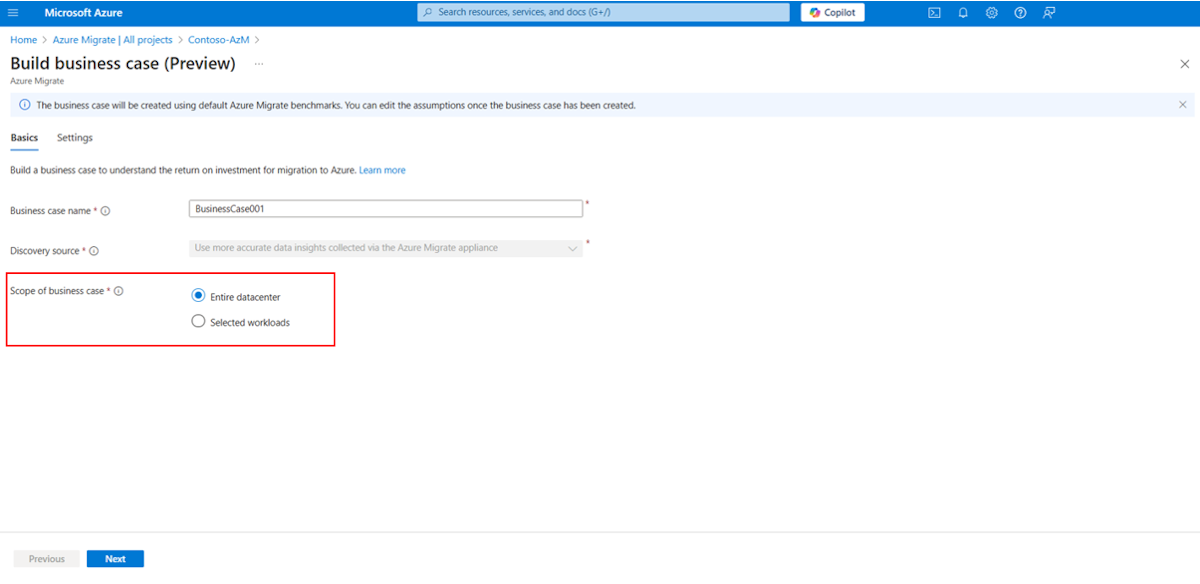 Microsoft Azure
Search resources, services, and docs (G+/)
Copilot
Home > Azure Migrate | All projects > Contoso-AzM >
Build business case (Preview) ...
Azure Migrate
The business case will be created using default Azure Migrate benchmarks. You can edit the assumptions once the business case has been created.
Basics Settings
Build a business case to understand the return on investment for migration to Azure. Learn more
Business case name * BusinessCase001 *
Discovery source * Use more accurate data insights collected via the Azure Migrate appliance *
Scope of business case * Entire datacenter
Selected workloads
Previous Next